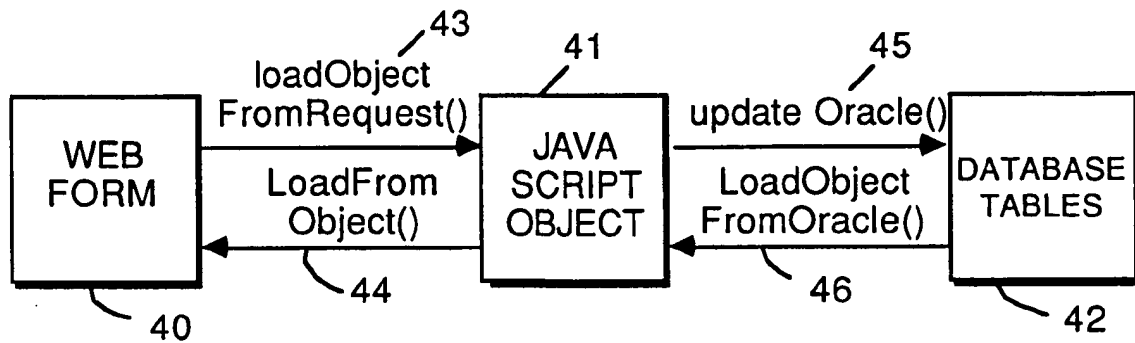 43
41
45
loadObject
FromRequest()
update Oracle()
WEB
FORM
JAVA
SCRIPT
OBJECT
DATABASE
TABLES
LoadFrom
Object()
LoadObject
FromOracle()
40
44
46
42